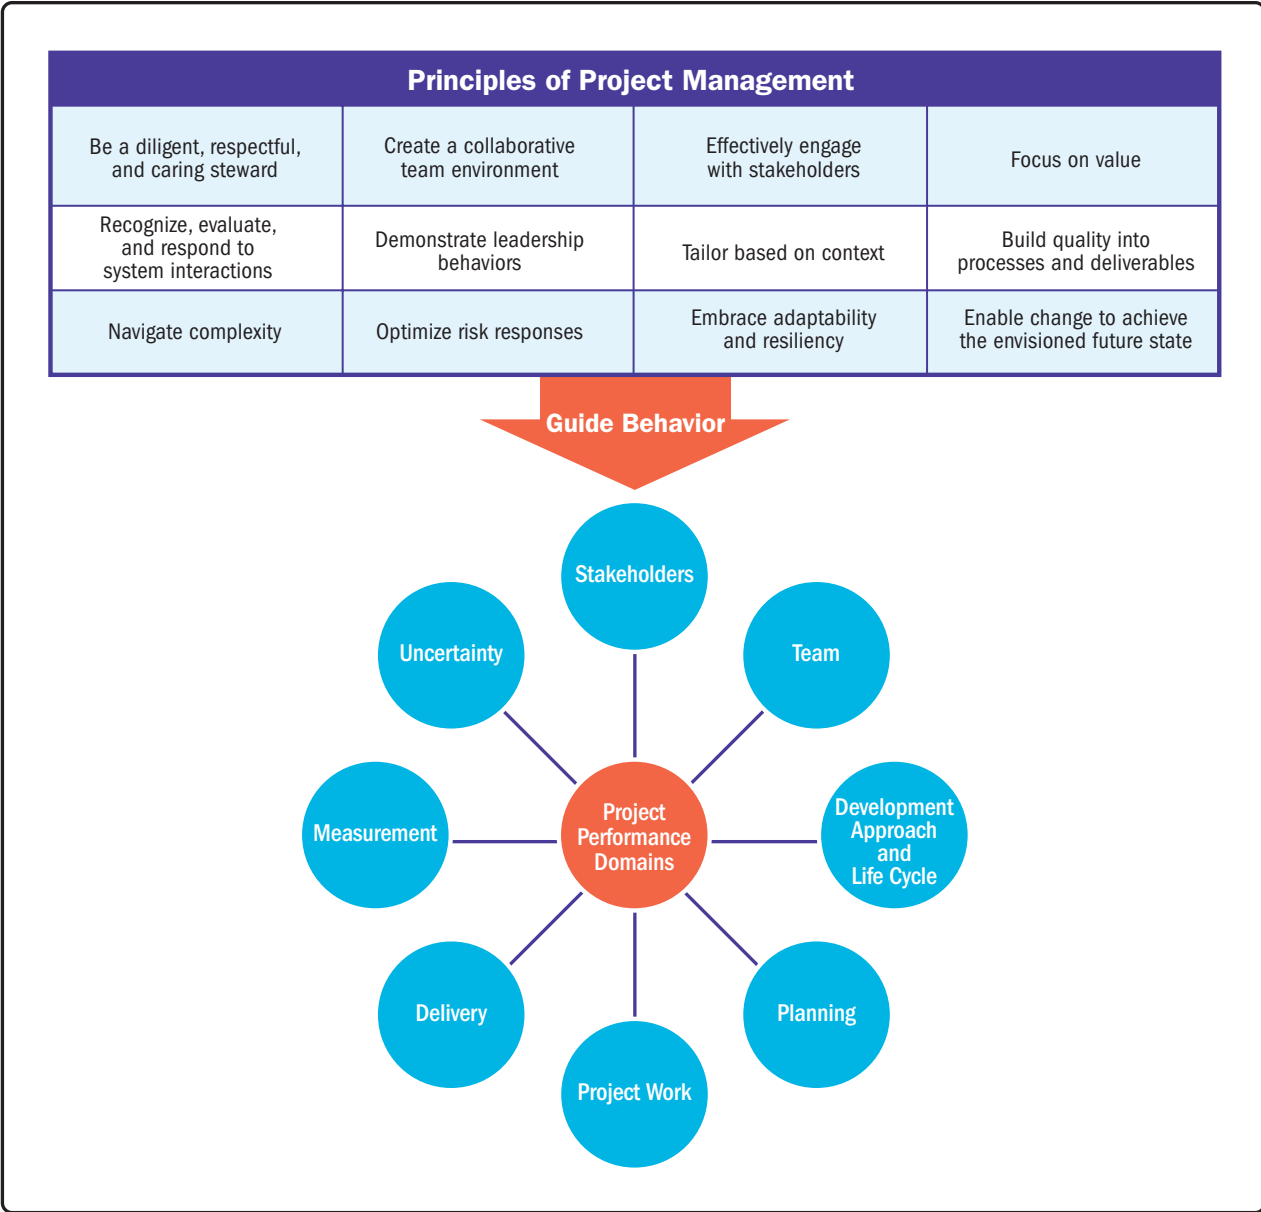 Principles of Project Management
Be a diligent, respectful,
and caring steward
Create a collaborative
team environment
Effectively engage
with stakeholders
Focus on value
Recognize, evaluate,
and respond to
system interactions
Demonstrate leadership
behaviors
Tailor based on context
Build quality into
processes and deliverables
Navigate complexity
Optimize risk responses
Embrace adaptability
and resiliency
Enable change to achieve
the envisioned future state
Guide Behavior
Stakeholders
Team
Development
Approach
and
Life Cycle
Planning
Project Work
Delivery
Measurement
Uncertainty
Project
Performance
Domains